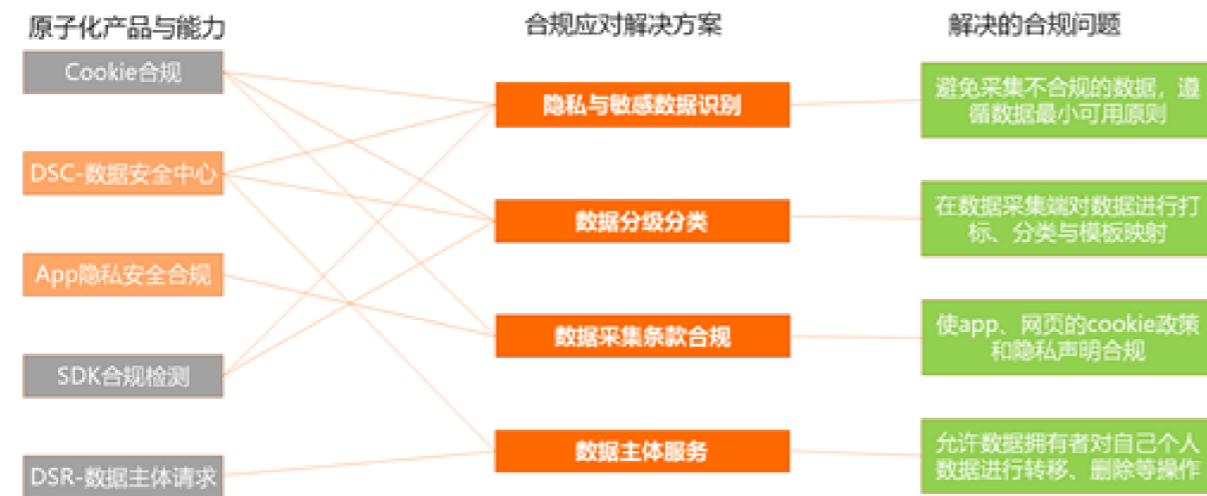 原子化产品与能力
合规应对解决方案
解决的合规问题
Cookie合规
DSC-数据安全中心
App隐私安全合规
SDK合规检测
DSR-数据主体请求
隐私与敏感数据识别
数据分级分类
数据采集条款合规
数据主体服务
避免采集不合规的数据，遵
循数据最小可用原则
在数据采集端对数据进行打
标、分类与模板映射
使app、网页的cookie政策
和隐私声明合规
允许数据拥有者对自己个人
数据进行转移、删除等操作